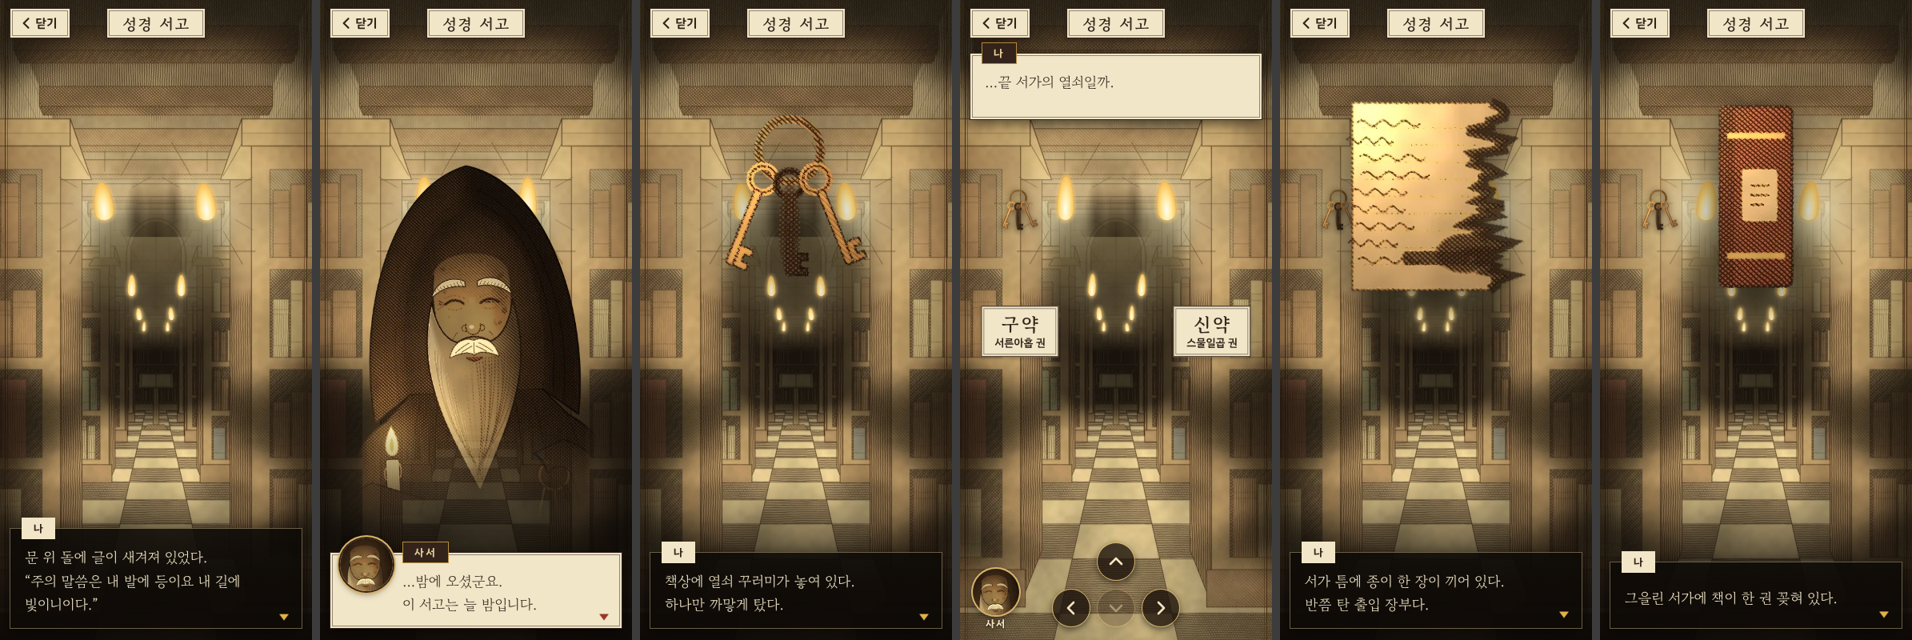 닫기
성경 서고
나
문 위 돌에 글이 새겨져 있었다.
“주의 말씀은 내 발에 등이요 내 길에
빛이니이다.”
닫기
성경 서고
사서
…밤에 오셨군요.
이 서고는 늘 밤입니다.
닫기
성경 서고
나
책상에 열쇠 꾸러미가 놓여 있다.
하나만 까맣게 탔다.
닫기
성경 서고
나
…끝 서가의 열쇠일까.
구약
서른아홉 권
신약
스물일곱 권
사서
닫기
성경 서고
나
서가 틈에 종이 한 장이 끼어 있다.
반쯤 탄 출입 장부다.
닫기
성경 서고
나
그을린 서가에 책이 한 권 꽂혀 있다.